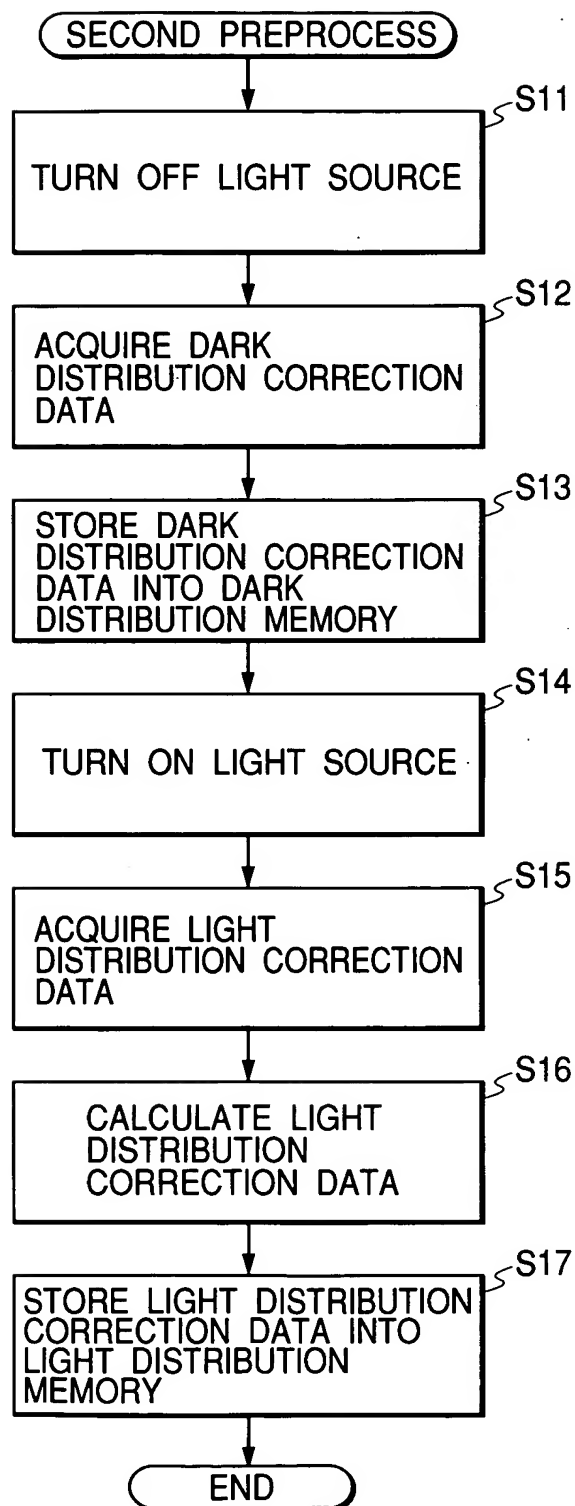 SECOND PREPROCESS
S11
TURN OFF LIGHT SOURCE
S12
ACQUIRE DARK
DISTRIBUTION CORRECTION
DATA
S13
STORE DARK
DISTRIBUTION CORRECTION
DATA INTO DARK
DISTRIBUTION MEMORY
S14
TURN ON LIGHT SOURCE
S15
ACQUIRE LIGHT
DISTRIBUTION CORRECTION
DATA
S16
CALCULATE LIGHT
DISTRIBUTION
CORRECTION DATA
S17
STORE LIGHT DISTRIBUTION
CORRECTION DATA INTO
LIGHT DISTRIBUTION
MEMORY
END